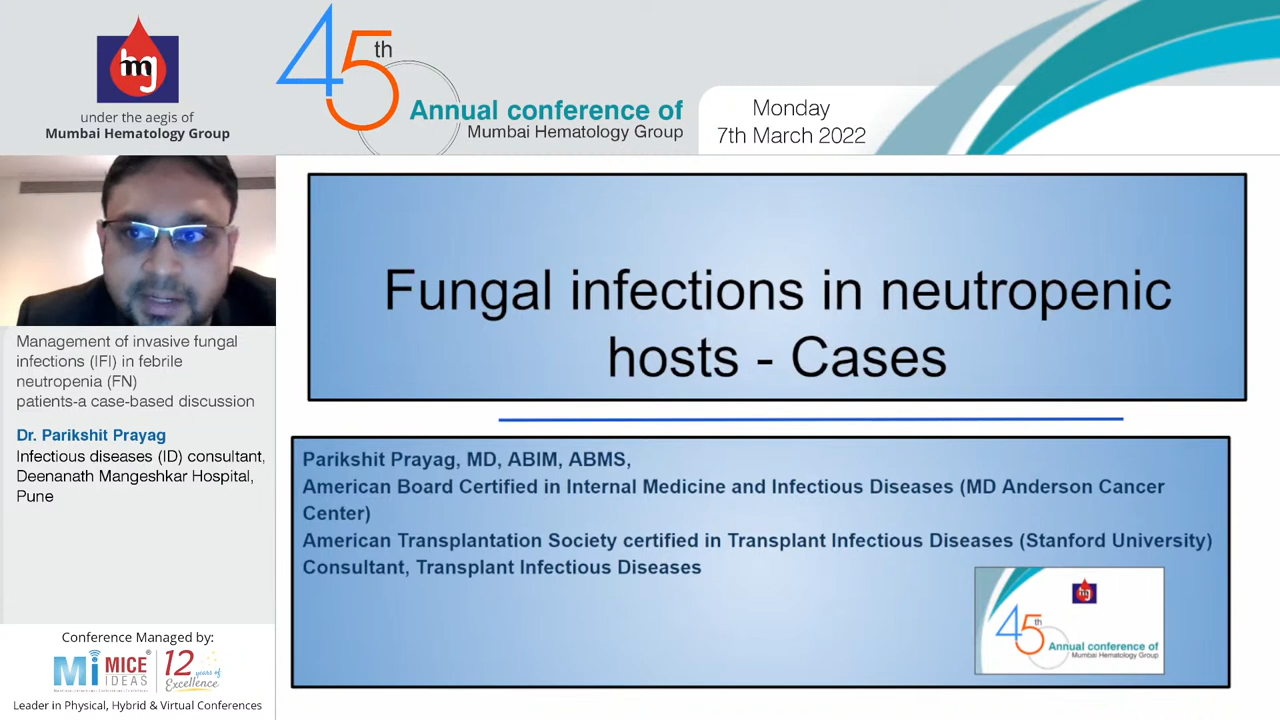 hmg
under the aegis of
Mumbai Hematology Group
45th
Annual conference of
Mumbai Hematology Group
Monday
7th March 2022
Management of invasive fungal
infections (IFI) in febrile
neutropenia (FN)
patients-a case-based discussion
Dr. Parikshit Prayag
Infectious diseases (ID) consultant,
Deenanath Mangeshkar Hospital,
Pune
Conference Managed by:
Mi MICE
IDEAS
12 years of
Excellence
Leader in Physical, Hybrid & Virtual Conferences
Fungal infections in neutropenic
hosts - Cases
Parikshit Prayag, MD, ABIM, ABMS,
American Board Certified in Internal Medicine and Infectious Diseases (MD Anderson Cancer
Center)
American Transplantation Society certified in Transplant Infectious Diseases (Stanford University)
Consultant, Transplant Infectious Diseases
hmg
45th
Annual conference of
Mumbai Hematology Group